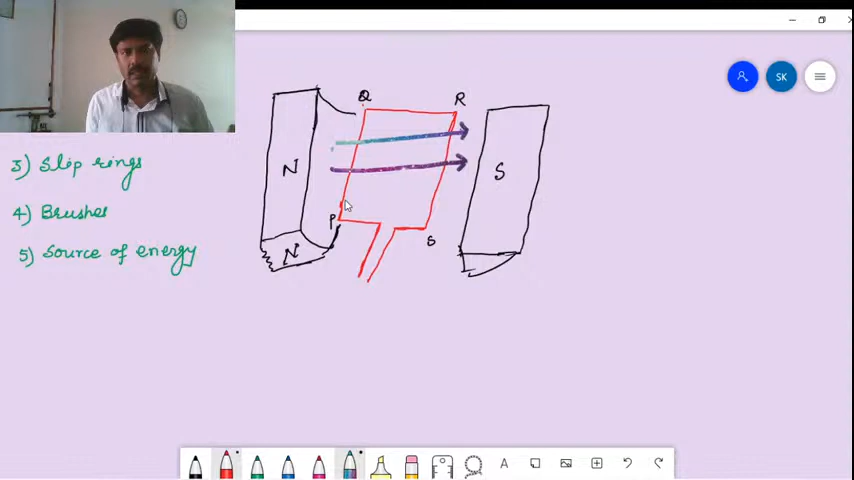 SK
Q
R
3) Slip rings
N
S
4) Brushes
P
S
5) Source of energy
N
A